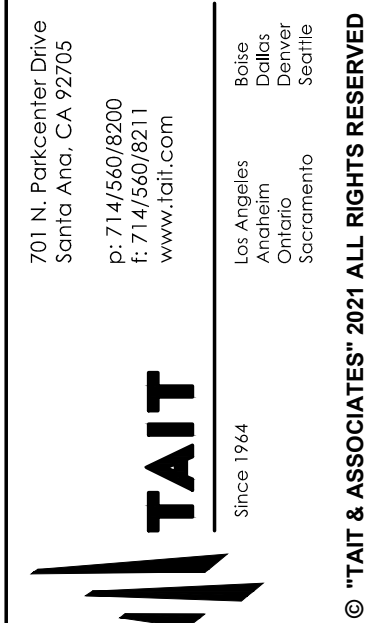 701 N. Parkcenter Drive
Santa Ana, CA 92705
p: 714/560/8200
f: 714/560/8211
www.tait.com
TAIT
Since 1964
Los Angeles
Anaheim
Ontario
Sacramento
Boise
Dallas
Denver
Seattle
© "TAIT & ASSOCIATES" 2021 ALL RIGHTS RESERVED